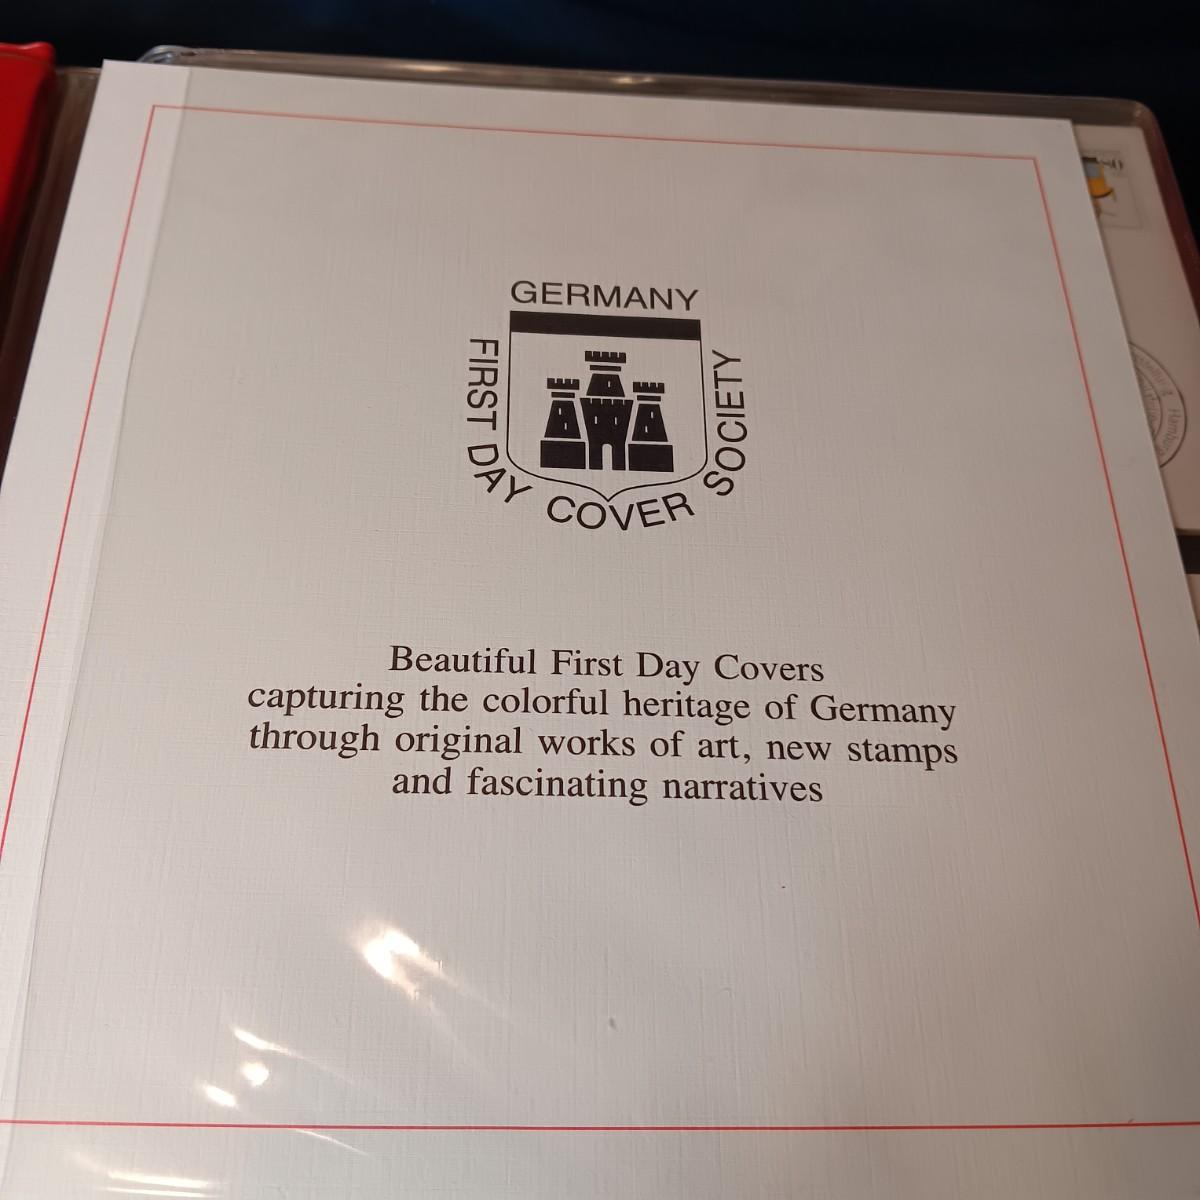 GERMANY
FIRST DAY COVER SOCIETY
Beautiful First Day Covers
capturing the colorful heritage of Germany
through original works of art, new stamps
and fascinating narratives